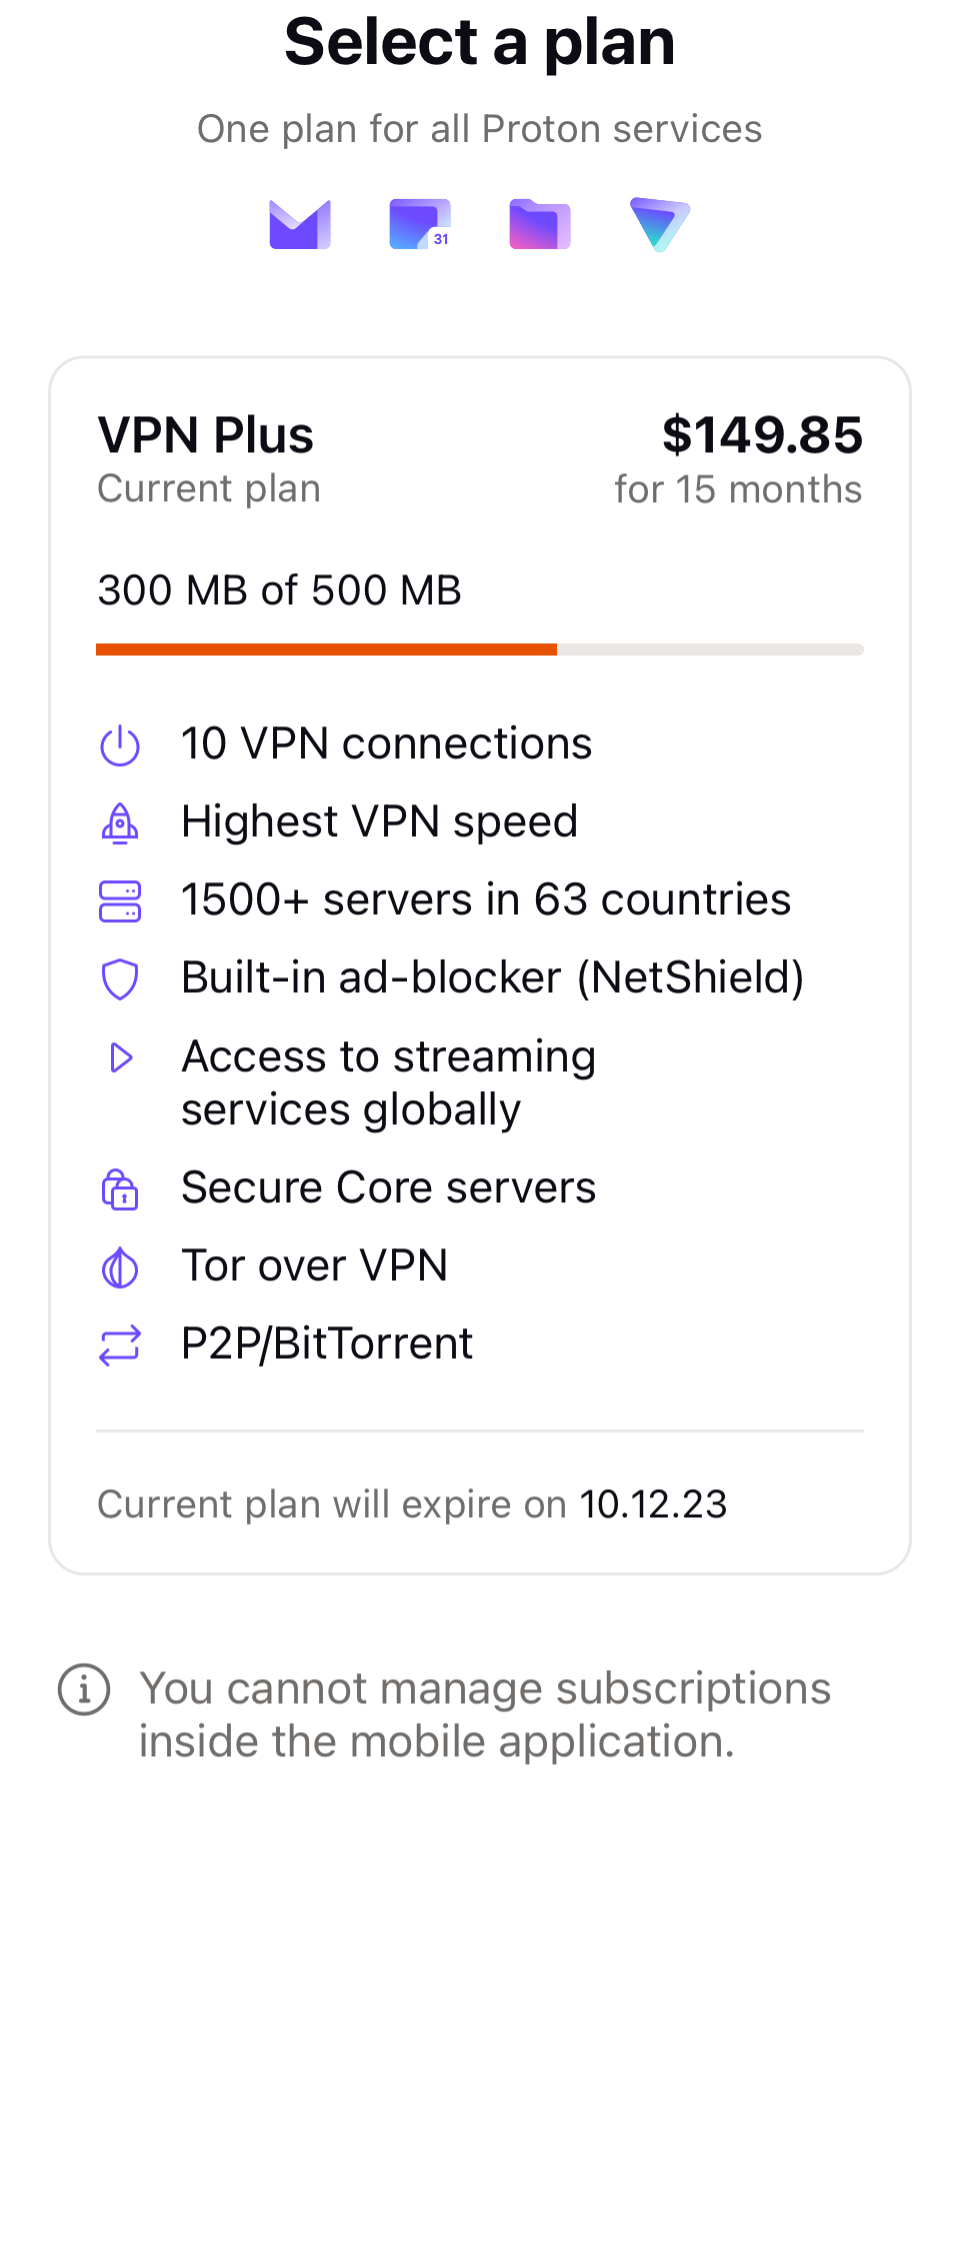 Select a plan
One plan for all Proton services
31
VPN Plus
$149.85
Current plan
for 15 months
300 MB of 500 MB
10 VPN connections
Highest VPN speed
1500+ servers in 63 countries
Built-in ad-blocker (NetShield)
Access to streaming
services globally
Secure Core servers
Tor over VPN
P2P/BitTorrent
Current plan will expire on 10.12.23
You cannot manage subscriptions
inside the mobile application.